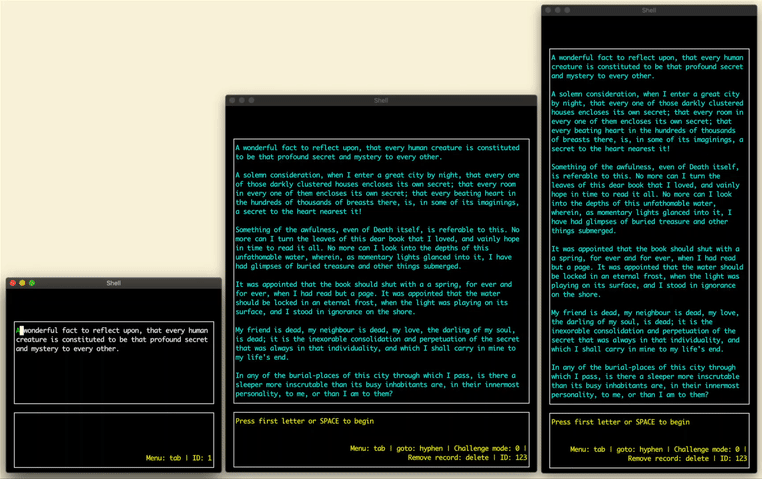 Shell
A wonderful fact to reflect upon, that every human
creature is constituted to be that profound secret
and mystery to every other.
Menu: tab | ID: 1
Shell
A wonderful fact to reflect upon, that every human creature is constituted
to be that profound secret and mystery to every other.
A solemn consideration, when I enter a great city by night, that every one
of those darkly clustered houses encloses its own secret; that every room
in every one of them encloses its own secret; that every beating heart in
the hundreds of thousands of breasts there, is, in some of its imaginings,
a secret to the heart nearest it!
Something of the awfulness, even of Death itself, is referable to this. No
more can I turn the leaves of this dear book that I loved, and vainly hope
in time to read it all. No more can I look into the depths of this
unfathomable water, wherein, as momentary lights glanced into it, I have
had glimpses of buried treasure and other things submerged.
It was appointed that the book should shut with a a spring, for ever and
for ever, when I had read but a page. It was appointed that the water
should be locked in an eternal frost, when the light was playing on its
surface, and I stood in ignorance on the shore.
My friend is dead, my neighbour is dead, my love, the darling of my soul,
is dead; it is the inexorable consolidation and perpetuation of the secret
that was always in that individuality, and which I shall carry in mine to
my life's end.
In any of the burial-places of this city through which I pass, is there a
sleeper more inscrutable than its busy inhabitants are, in their innermost
personality, to me, or than I am to them?
Press first letter or SPACE to begin
Menu: tab | goto: hyphen | Challenge mode: 0 |
Remove record: delete | ID: 123
Shell
A wonderful fact to reflect upon, that every human
creature is constituted to be that profound secret
and mystery to every other.
A solemn consideration, when I enter a great city
by night, that every one of those darkly clustered
houses encloses its own secret; that every room in
every one of them encloses its own secret; that
every beating heart in the hundreds of thousands
of breasts there, is, in some of its imaginings, a
secret to the heart nearest it!
Something of the awfulness, even of Death itself,
is referable to this. No more can I turn the
leaves of this dear book that I loved, and vainly
hope in time to read it all. No more can I look
into the depths of this unfathomable water,
wherein, as momentary lights glanced into it, I
have had glimpses of buried treasure and other
things submerged.
It was appointed that the book should shut with a
a spring, for ever and for ever, when I had read
but a page. It was appointed that the water should
be locked in an eternal frost, when the light was
playing on its surface, and I stood in ignorance
on the shore.
My friend is dead, my neighbour is dead, my love,
the darling of my soul, is dead; it is the
inexorable consolidation and perpetuation of the
secret that was always in that individuality, and
which I shall carry in mine to my life's end.
In any of the burial-places of this city through
which I pass, is there a sleeper more inscrutable
than its busy inhabitants are, in their innermost
personality, to me, or than I am to them?
Press first letter or SPACE to begin
Menu: tab | goto: hyphen | Challenge mode: 0 |
Remove record: delete | ID: 123